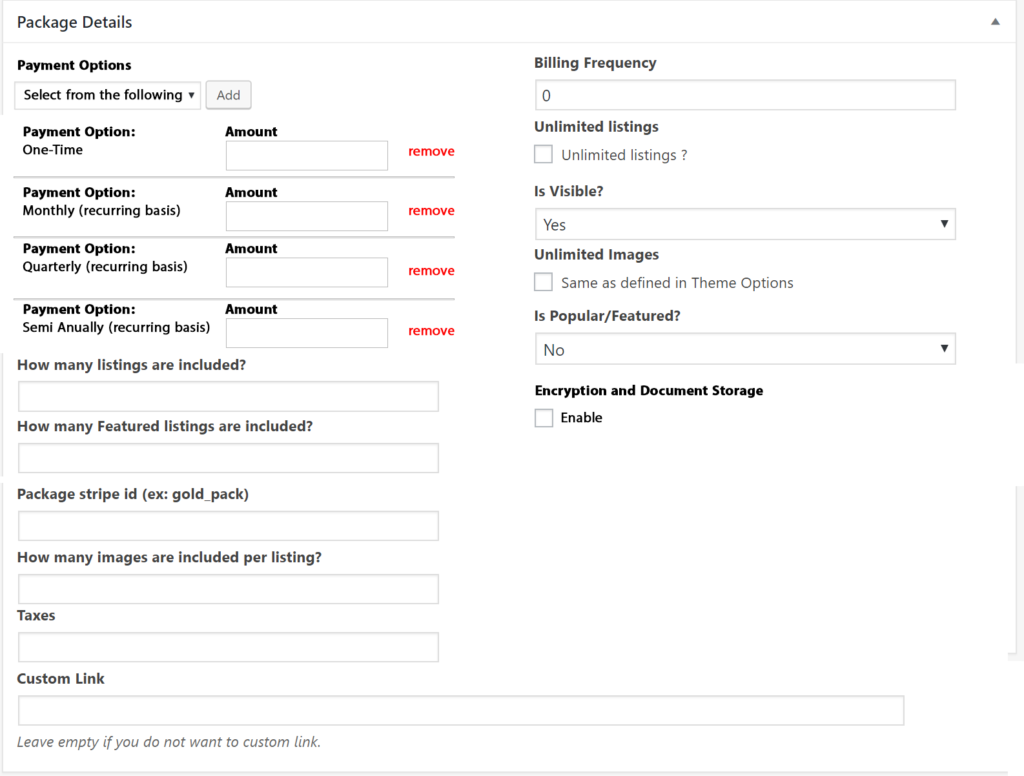 Package Details ▲
Payment Options
Select from the following ▾ Add
Payment Option: Amount
One-Time
remove
Payment Option: Amount
Monthly (recurring basis)
remove
Payment Option: Amount
Quarterly (recurring basis)
remove
Payment Option: Amount
Semi Anually (recurring basis)
remove
How many listings are included?
How many Featured listings are included?
Package stripe id (ex: gold_pack)
How many images are included per listing?
Taxes
Custom Link
Leave empty if you do not want to custom link.
Billing Frequency
0
Unlimited listings
Unlimited listings ?
Is Visible?
Yes
Unlimited Images
Same as defined in Theme Options
Is Popular/Featured?
No
Encryption and Document Storage
Enable